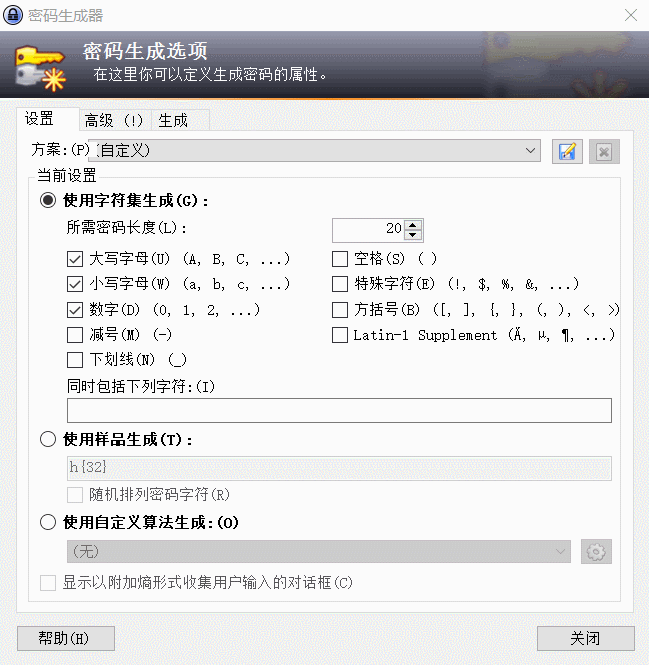 密码生成器
密码生成选项
在这里你可以定义生成密码的属性。
设置 高级 (!) 生成
方案:(P) (自定义)
当前设置
使用字符集生成(G):
所需密码长度(L): 20
大写字母(U) (A, B, C, ...) 空格(S) ( )
小写字母(W) (a, b, c, ...) 特殊字符(E) (!, $, %, &, ...)
数字(D) (0, 1, 2, ...) 方括号(B) ([, ], {, }, (, ), <, >)
减号(M) (-) Latin-1 Supplement (Ä, µ, ¶, ...)
下划线(N) (_)
同时包括下列字符:(I)
使用样品生成(T):
h{32}
随机排列密码字符(R)
使用自定义算法生成:(O)
(无)
显示以附加熵形式收集用户输入的对话框(C)
帮助(H) 关闭